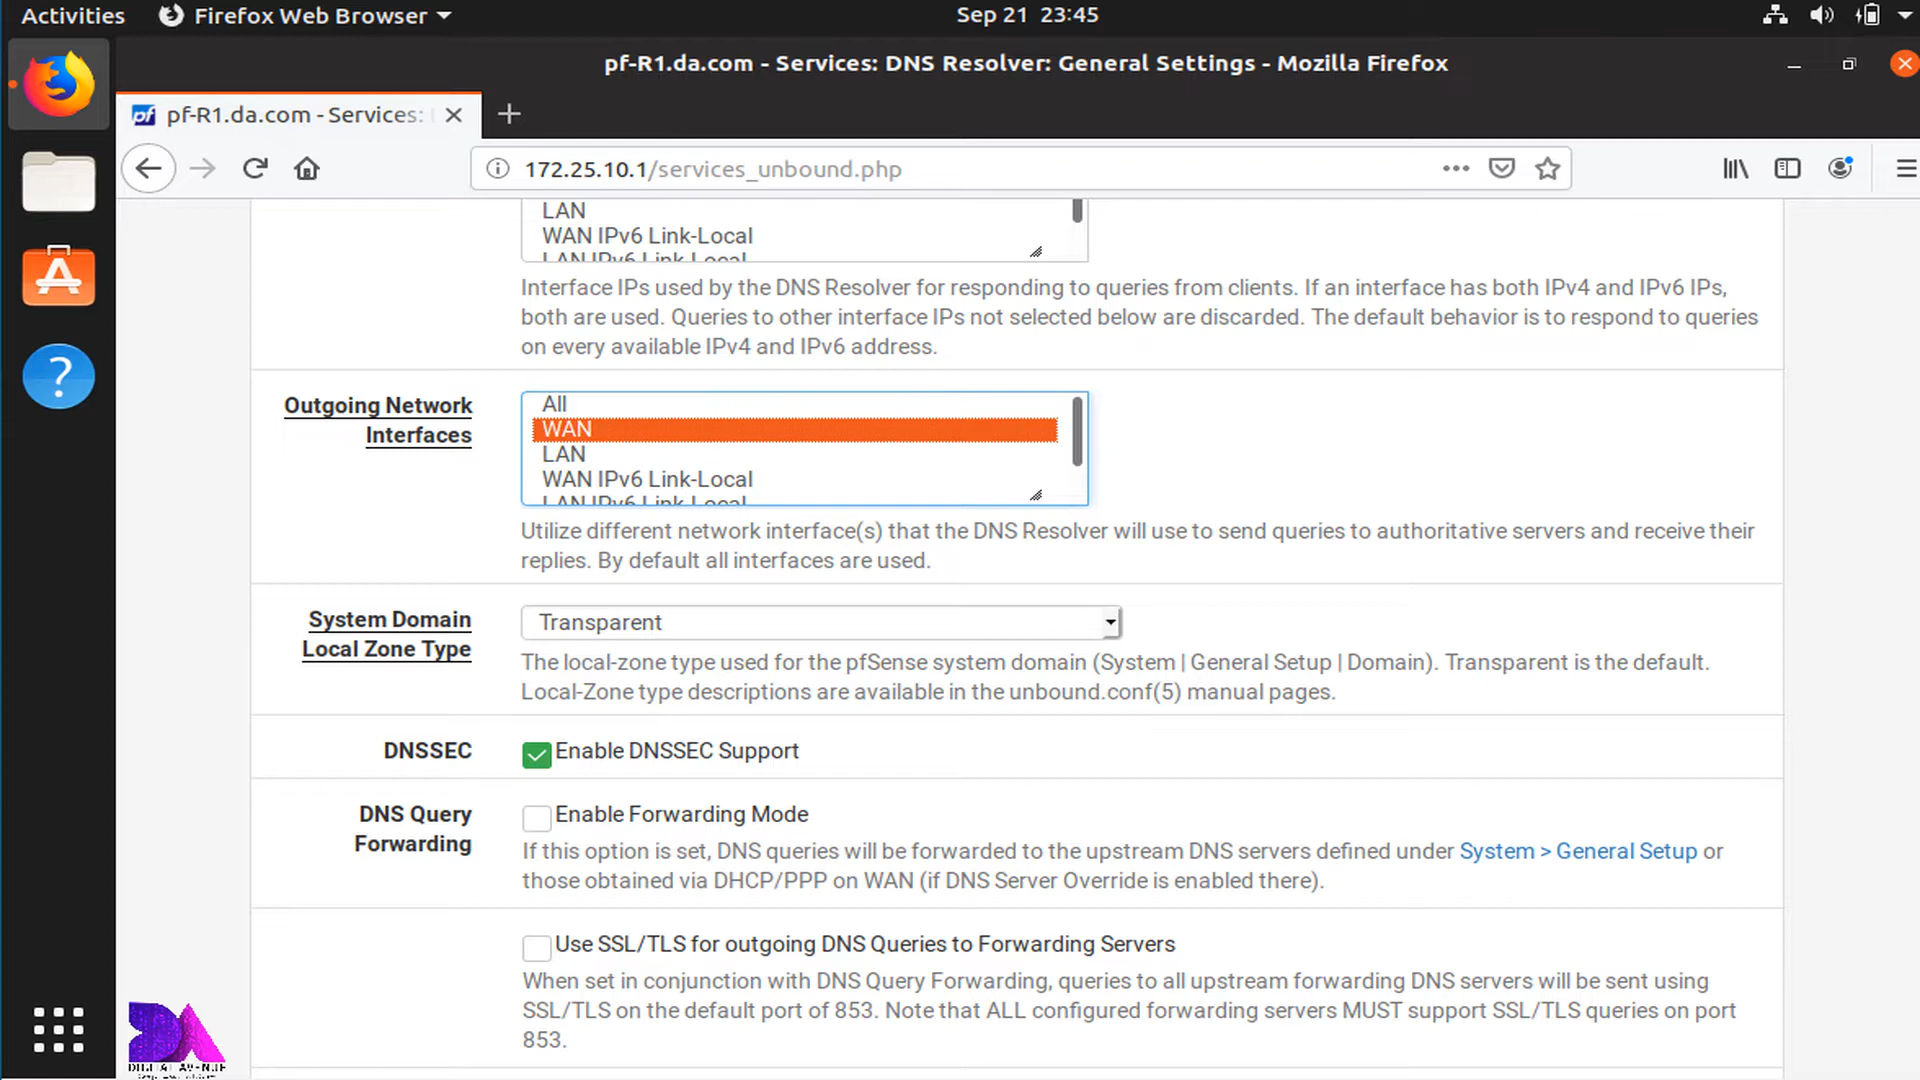 Activities
Firefox Web Browser
Sep 21 23:45
pf-R1.da.com - Services: DNS Resolver: General Settings - Mozilla Firefox
pf-R1.da.com - Services:
172.25.10.1/services_unbound.php
LAN
WAN IPv6 Link-Local
LAN IPv6 Link-Local
Interface IPs used by the DNS Resolver for responding to queries from clients. If an interface has both IPv4 and IPv6 IPs,
both are used. Queries to other interface IPs not selected below are discarded. The default behavior is to respond to queries
on every available IPv4 and IPv6 address.
Outgoing Network
Interfaces
All
WAN
LAN
WAN IPv6 Link-Local
LAN IPv6 Link-Local
Utilize different network interface(s) that the DNS Resolver will use to send queries to authoritative servers and receive their
replies. By default all interfaces are used.
System Domain
Local Zone Type
Transparent
The local-zone type used for the pfSense system domain (System | General Setup | Domain). Transparent is the default.
Local-Zone type descriptions are available in the unbound.conf(5) manual pages.
DNSSEC
Enable DNSSEC Support
DNS Query
Forwarding
Enable Forwarding Mode
If this option is set, DNS queries will be forwarded to the upstream DNS servers defined under System > General Setup or
those obtained via DHCP/PPP on WAN (if DNS Server Override is enabled there).
Use SSL/TLS for outgoing DNS Queries to Forwarding Servers
When set in conjunction with DNS Query Forwarding, queries to all upstream forwarding DNS servers will be sent using
SSL/TLS on the default port of 853. Note that ALL configured forwarding servers MUST support SSL/TLS queries on port
853.
DIGITAL AVENUE